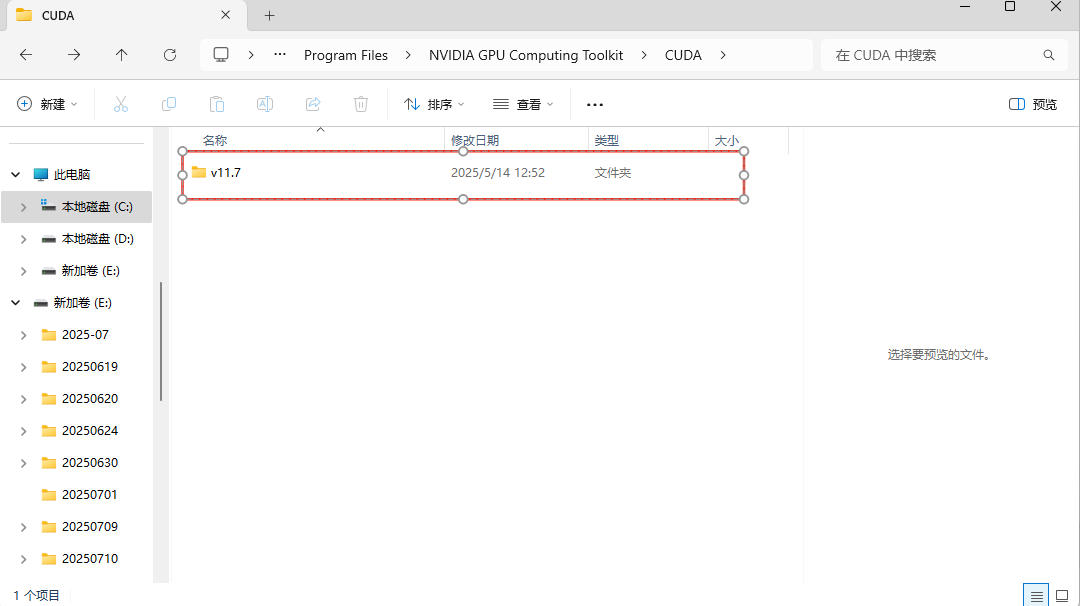 CUDA
Program Files
NVIDIA GPU Computing Toolkit
CUDA
在 CUDA 中搜索
新建
排序
查看
预览
名称 修改日期 类型 大小
v11.7 2025/5/14 12:52 文件夹
此电脑
本地磁盘 (C:)
本地磁盘 (D:)
新加卷 (E:)
新加卷 (E:)
2025-07
20250619
20250620
20250624
20250630
20250701
20250709
20250710
选择要预览的文件。
1 个项目